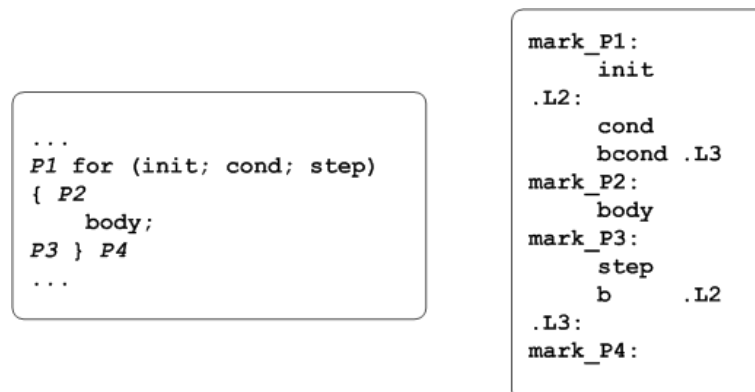 ...
P1 for (init; cond; step)
{ P2
body;
P3 } P4
...
mark_P1:
init
.L2:
cond
bcond .L3
mark_P2:
body
mark_P3:
step
b .L2
.L3:
mark_P4: